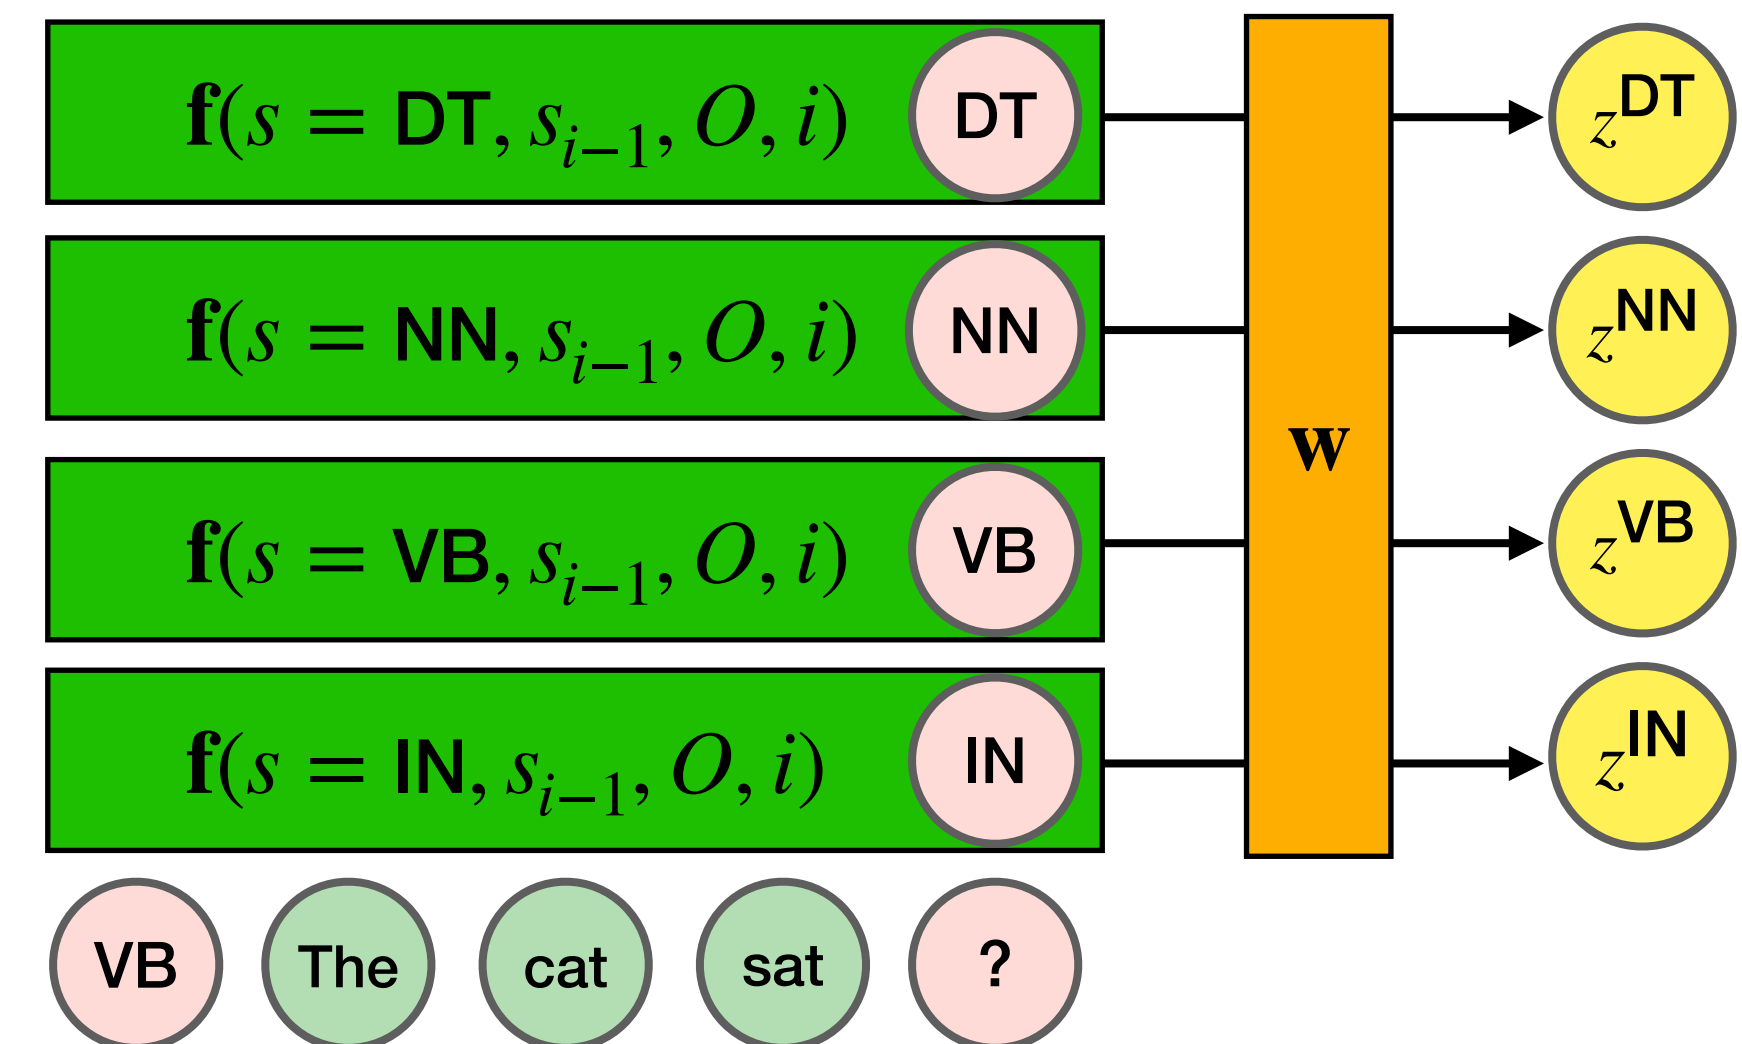 f(s = DT, s_{i−1}, O, i) DT z^{DT}
f(s = NN, s_{i−1}, O, i) NN z^{NN}
w
f(s = VB, s_{i−1}, O, i) VB z^{VB}
f(s = IN, s_{i−1}, O, i) IN z^{IN}
VB The cat sat ?